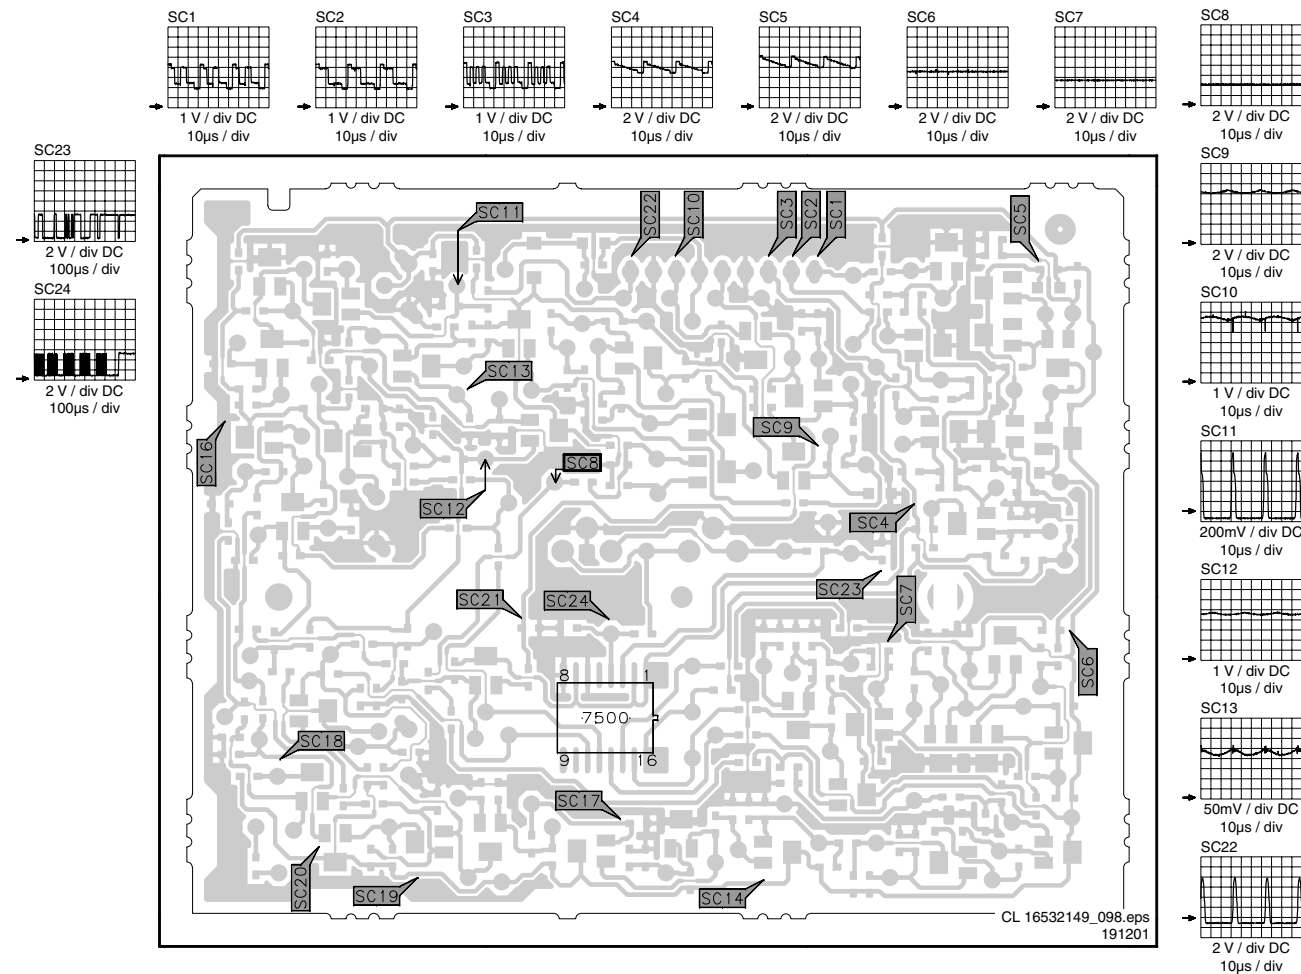 SC1
1 V / div DC
10µs / div
SC2
1 V / div DC
10µs / div
SC3
1 V / div DC
10µs / div
SC4
2 V / div DC
10µs / div
SC5
2 V / div DC
10µs / div
SC6
2 V / div DC
10µs / div
SC7
2 V / div DC
10µs / div
SC8
2 V / div DC
10µs / div
SC23
2 V / div DC
100µs / div
SC24
2 V / div DC
100µs / div
SC9
2 V / div DC
10µs / div
SC10
1 V / div DC
10µs / div
SC11
200mV / div DC
10µs / div
SC12
1 V / div DC
10µs / div
SC13
50mV / div DC
10µs / div
SC22
2 V / div DC
10µs / div
SC11
SC22
SC10
SC3
SC2
SC1
SC5
SC13
SC9
SC16
SC8
SC12
SC4
SC23
SC7
SC21
SC24
SC6
8
1
7500
9
16
SC18
SC17
SC20
SC19
SC14
CL 16532149_098.eps
191201